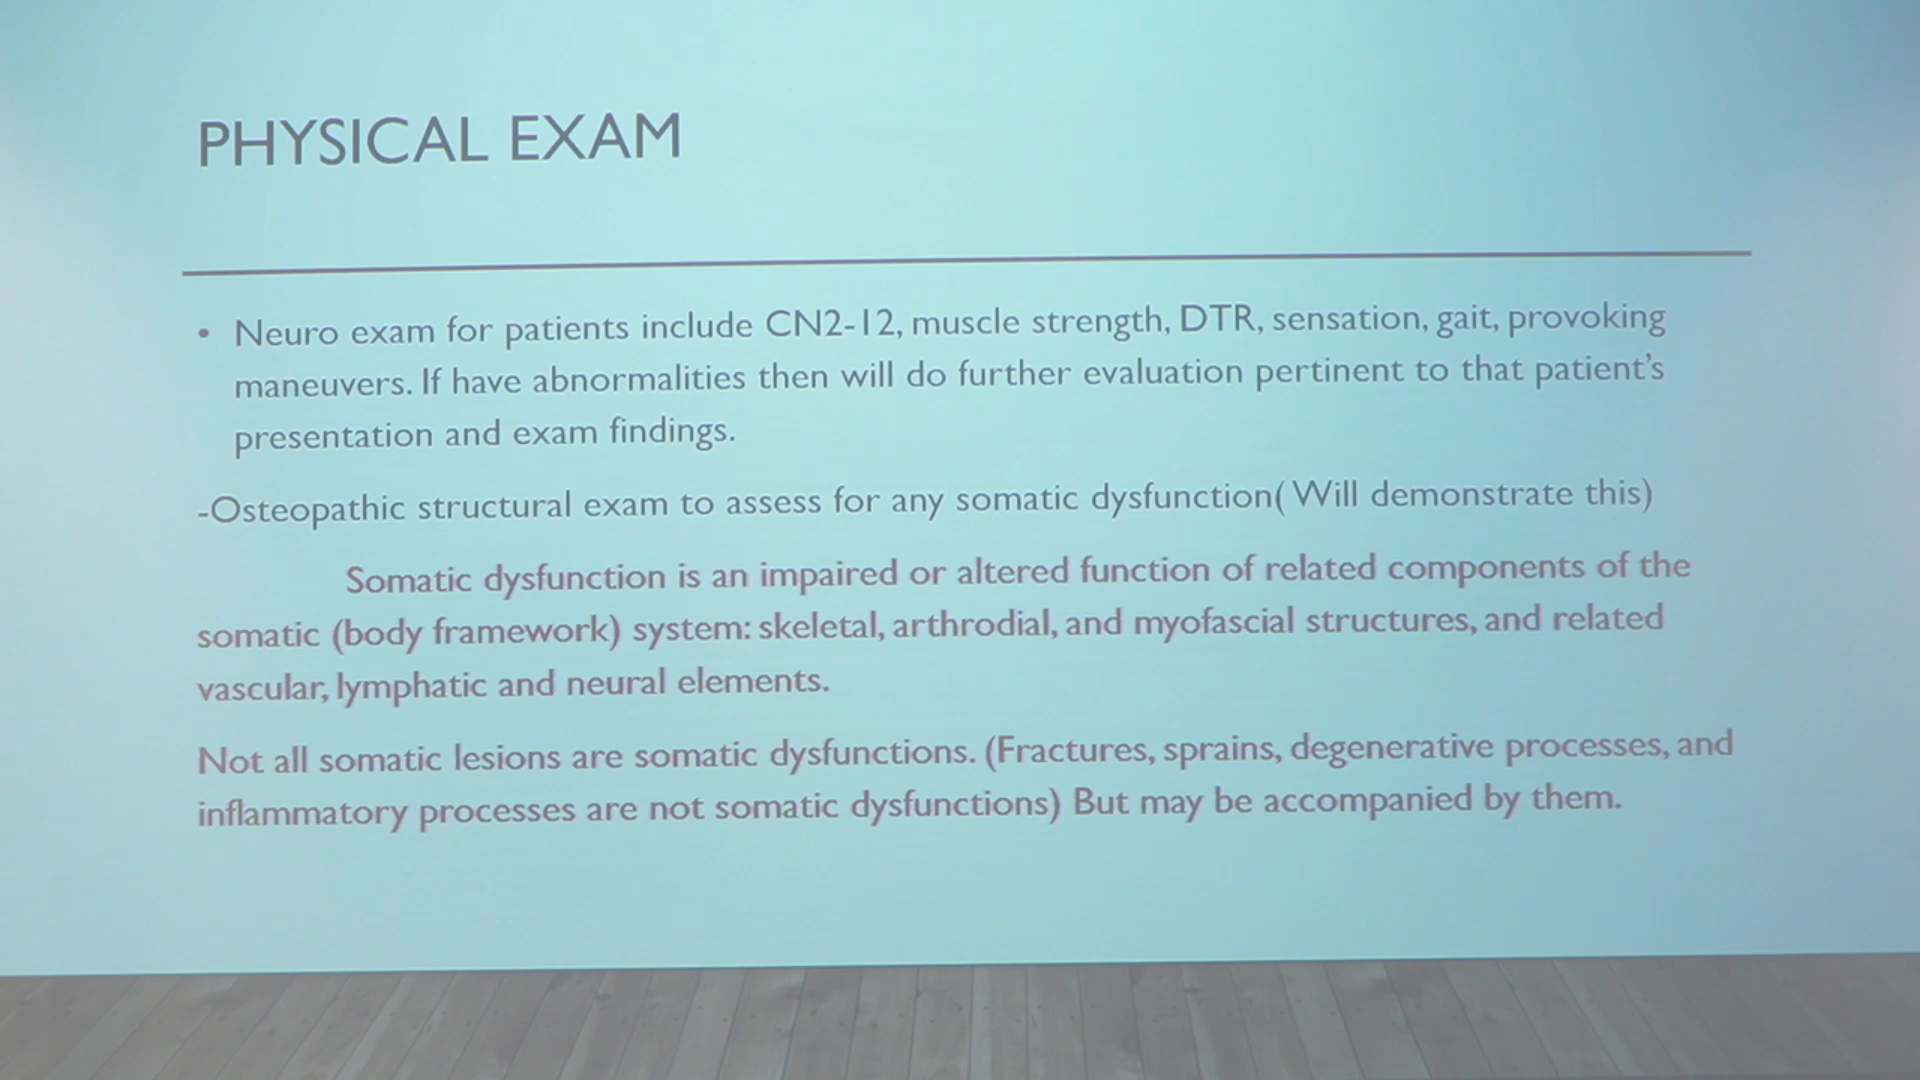 PHYSICAL EXAM
• Neuro exam for patients include CN2-12, muscle strength, DTR, sensation, gait, provoking
maneuvers. If have abnormalities then will do further evaluation pertinent to that patient's
presentation and exam findings.
-Osteopathic structural exam to assess for any somatic dysfunction( Will demonstrate this)
Somatic dysfunction is an impaired or altered function of related components of the
somatic (body framework) system: skeletal, arthrodial, and myofascial structures, and related
vascular, lymphatic and neural elements.
Not all somatic lesions are somatic dysfunctions. (Fractures, sprains, degenerative processes, and
inflammatory processes are not somatic dysfunctions) But may be accompanied by them.